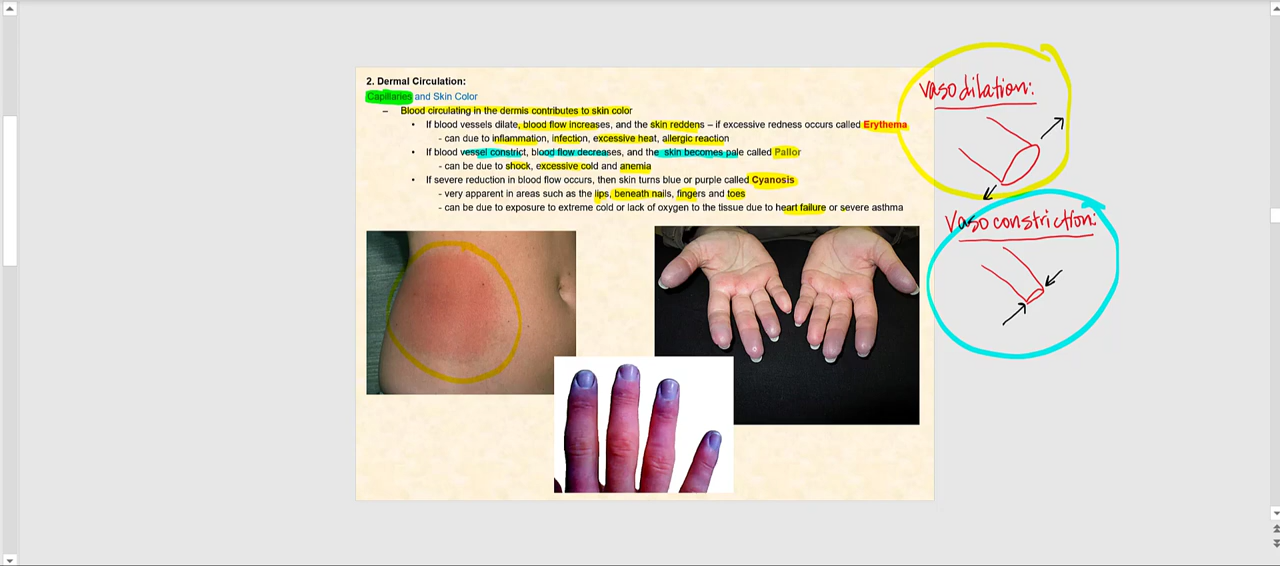 2. Dermal Circulation:
Capillaries and Skin Color
– Blood circulating in the dermis contributes to skin color
• If blood vessels dilate, blood flow increases, and the skin reddens – if excessive redness occurs called Erythema
- can due to inflammation, infection, excessive heat, allergic reaction
• If blood vessel constrict, blood flow decreases, and the skin becomes pale called Pallor
- can be due to shock, excessive cold and anemia
• If severe reduction in blood flow occurs, then skin turns blue or purple called Cyanosis
- very apparent in areas such as the lips, beneath nails, fingers and toes
- can be due to exposure to extreme cold or lack of oxygen to the tissue due to heart failure or severe asthma
vasodilation:
Vasoconstriction: